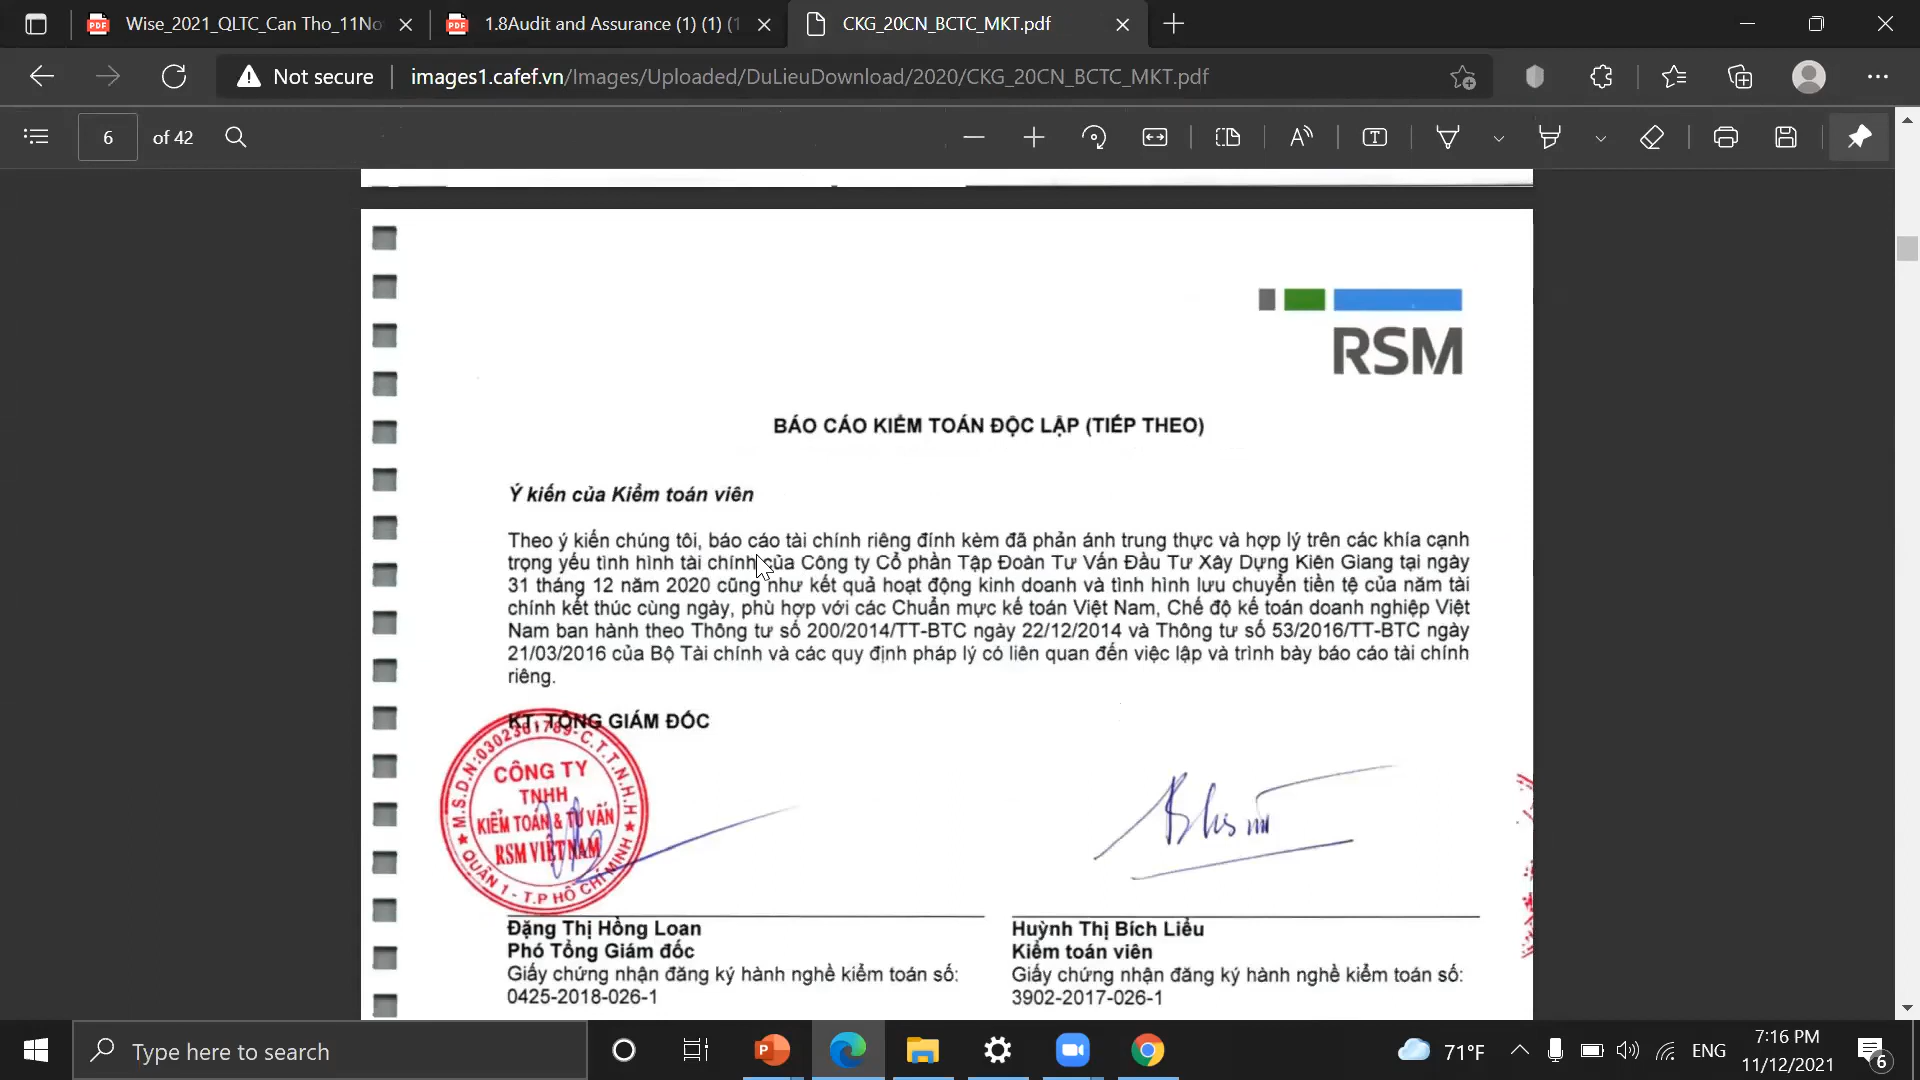 Wise_2021_QLTC_Can Tho_11No
1.8Audit and Assurance (1) (1) (1
CKG_20CN_BCTC_MKT.pdf
Not secure
images1.cafef.vn/Images/Uploaded/DuLieuDownload/2020/CKG_20CN_BCTC_MKT.pdf
6 of 42
RSM
BÁO CÁO KIỂM TOÁN ĐỘC LẬP (TIẾP THEO)
Ý kiến của Kiểm toán viên
Theo ý kiến chúng tôi, báo cáo tài chính riêng đính kèm đã phản ánh trung thực và hợp lý trên các khía cạnh
trọng yếu tình hình tài chính của Công ty Cổ phần Tập Đoàn Tư Vấn Đầu Tư Xây Dựng Kiên Giang tại ngày
31 tháng 12 năm 2020 cũng như kết quả hoạt động kinh doanh và tình hình lưu chuyển tiền tệ của năm tài
chính kết thúc cùng ngày, phù hợp với các Chuẩn mực kế toán Việt Nam, Chế độ kế toán doanh nghiệp Việt
Nam ban hành theo Thông tư số 200/2014/TT-BTC ngày 22/12/2014 và Thông tư số 53/2016/TT-BTC ngày
21/03/2016 của Bộ Tài chính và các quy định pháp lý có liên quan đến việc lập và trình bày báo cáo tài chính
riêng.
KT. TỔNG GIÁM ĐỐC
M.S.D.N:0302361789-C.T.T.N.H.H
CÔNG TY
TNHH
KIỂM TOÁN & TƯ VẤN
RSM VIỆT NAM
QUẬN 1 - T.P HỒ CHÍ MINH
Đặng Thị Hồng Loan
Phó Tổng Giám đốc
Giấy chứng nhận đăng ký hành nghề kiểm toán số:
0425-2018-026-1
Huỳnh Thị Bích Liễu
Kiểm toán viên
Giấy chứng nhận đăng ký hành nghề kiểm toán số:
3902-2017-026-1
Type here to search
71°F
ENG
7:16 PM
11/12/2021
6